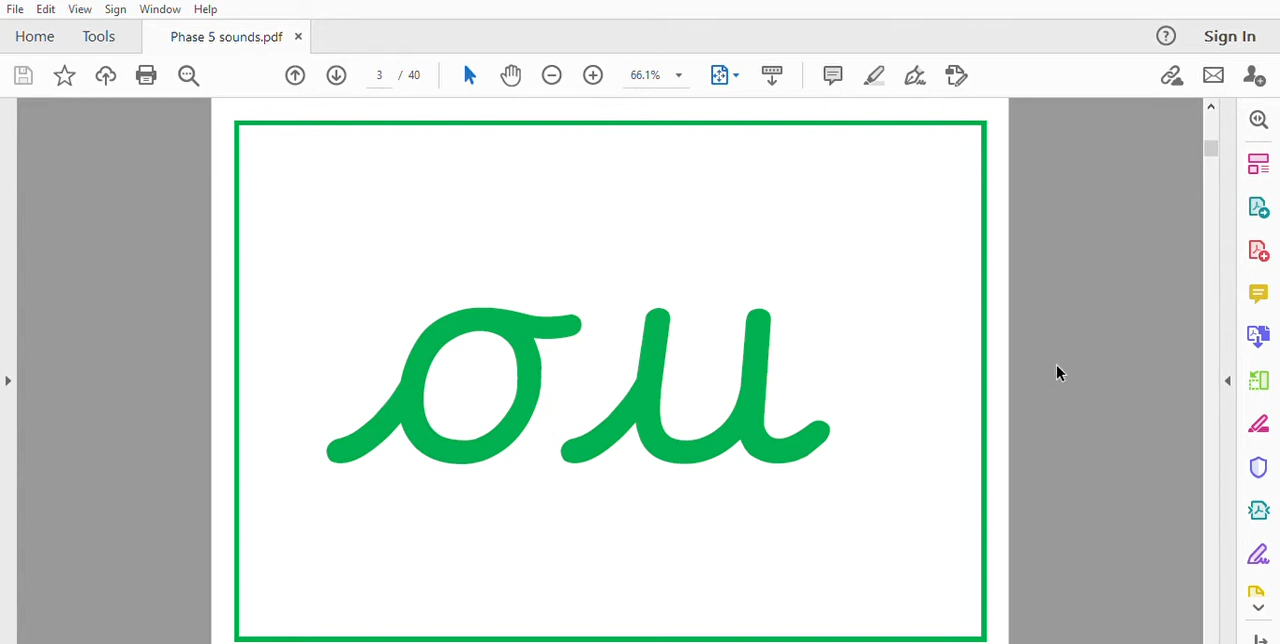 File Edit View Sign Window Help
Home Tools Phase 5 sounds.pdf × ? Sign In
3 / 40 66.1%
ou